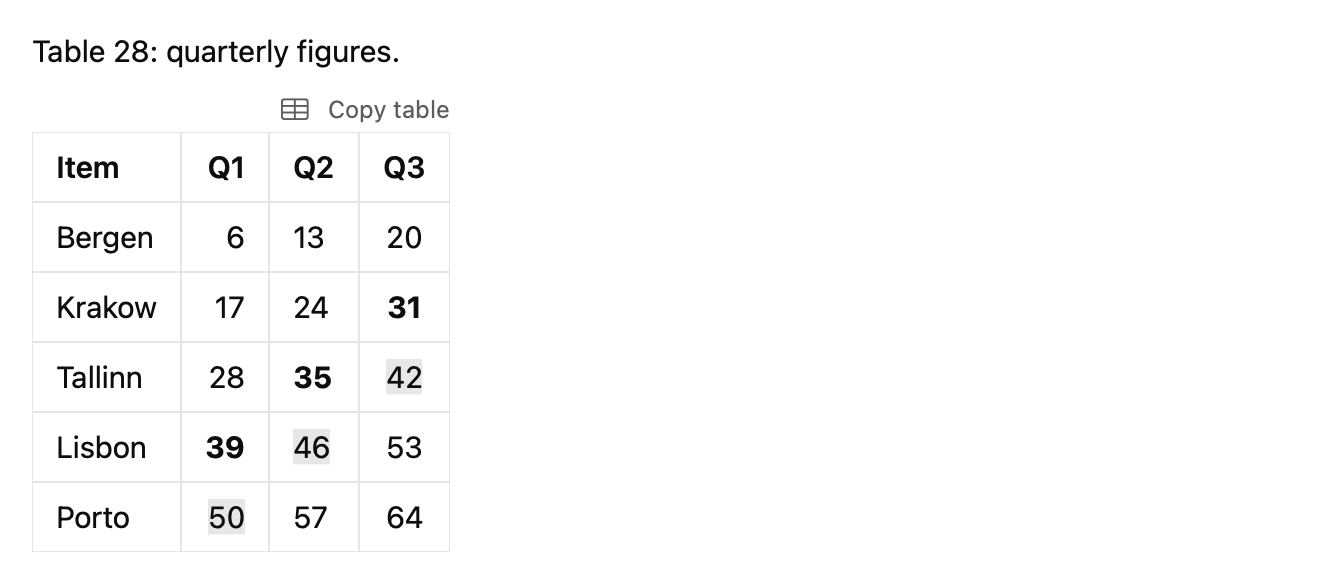 Table 28: quarterly figures.
Copy table
Item Q1 Q2 Q3
Bergen 6 13 20
Krakow 17 24 31
Tallinn 28 35 42
Lisbon 39 46 53
Porto 50 57 64